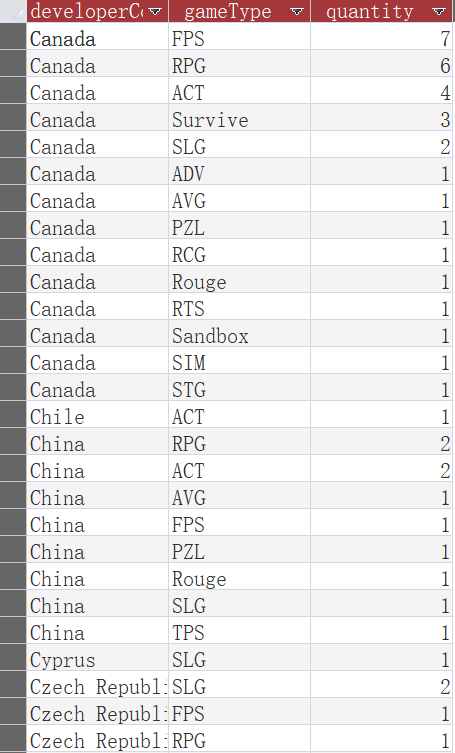 developerCo gameType quantity
Canada FPS 7
Canada RPG 6
Canada ACT 4
Canada Survive 3
Canada SLG 2
Canada ADV 1
Canada AVG 1
Canada PZL 1
Canada RCG 1
Canada Rouge 1
Canada RTS 1
Canada Sandbox 1
Canada SIM 1
Canada STG 1
Chile ACT 1
China RPG 2
China ACT 2
China AVG 1
China FPS 1
China PZL 1
China Rouge 1
China SLG 1
China TPS 1
Cyprus SLG 1
Czech Republi SLG 2
Czech Republi FPS 1
Czech Republi RPG 1